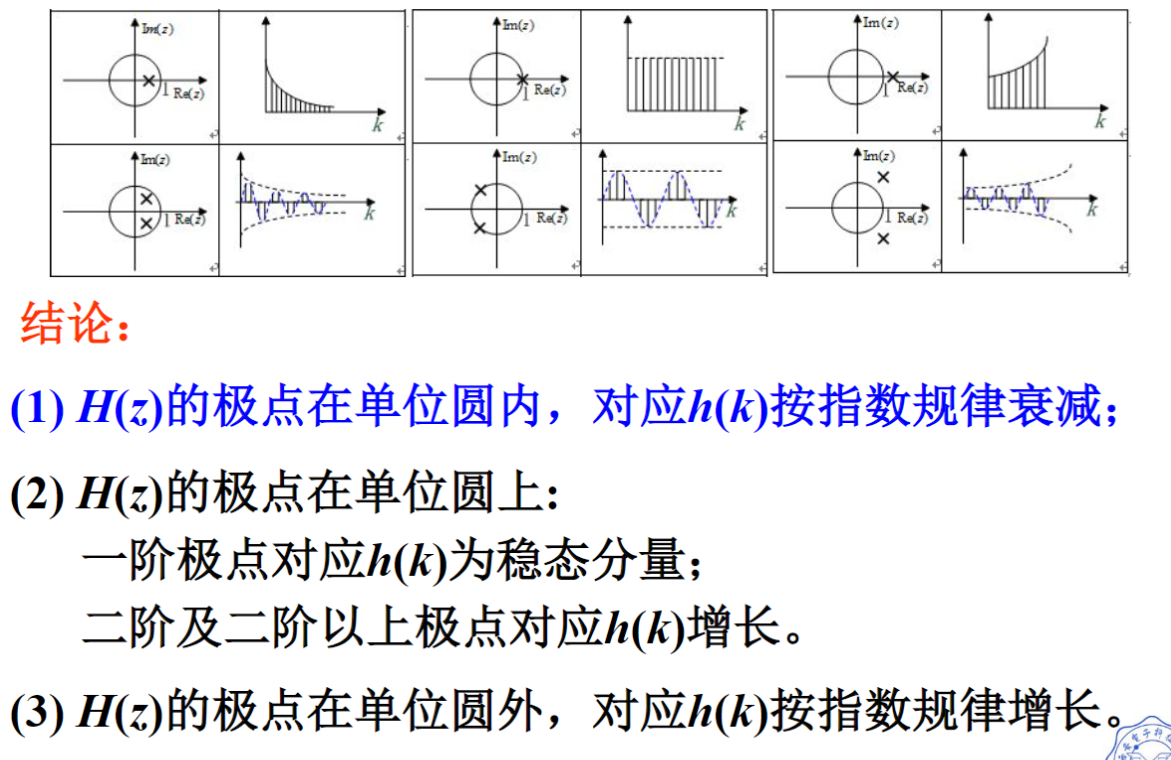 Im(z) Im(z) Im(z)
1 Re(z) k 1 Re(z) k 1 Re(z) k
Im(z) Im(z) Im(z)
1 Re(z) k 1 Re(z) k 1 Re(z) k
结论：
(1) H(z)的极点在单位圆内，对应h(k)按指数规律衰减；
(2) H(z)的极点在单位圆上：
一阶极点对应h(k)为稳态分量；
二阶及二阶以上极点对应h(k)增长。
(3) H(z)的极点在单位圆外，对应h(k)按指数规律增长。